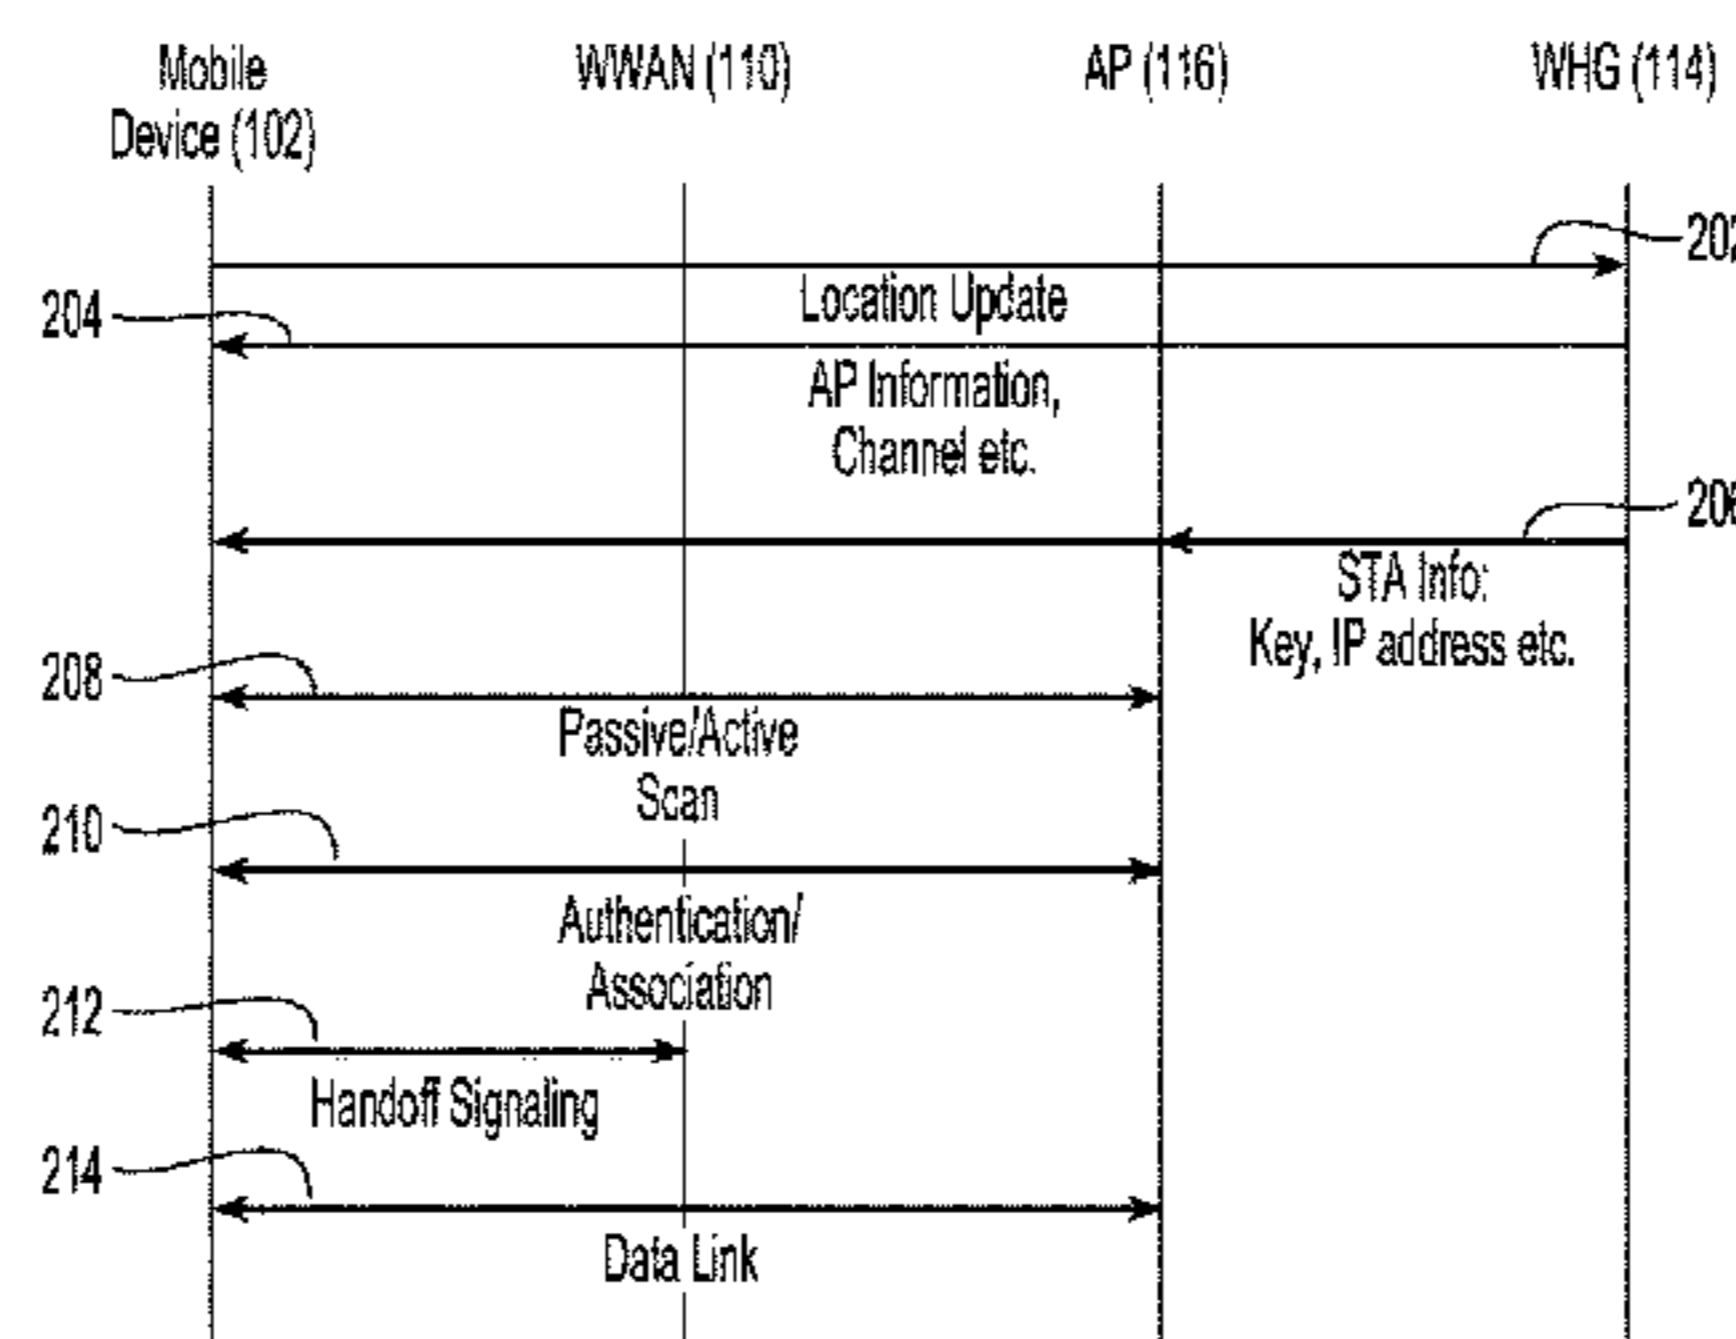 Mobile
Device (102)
WWAN (110)
AP (116)
WHG (114)
Location Update
204
AP Information,
Channel etc.
STA Info:
Key, IP address etc.
208
Passive/Active
Scan
210
Authentication/
Association
212
Handoff Signaling
214
Data Link